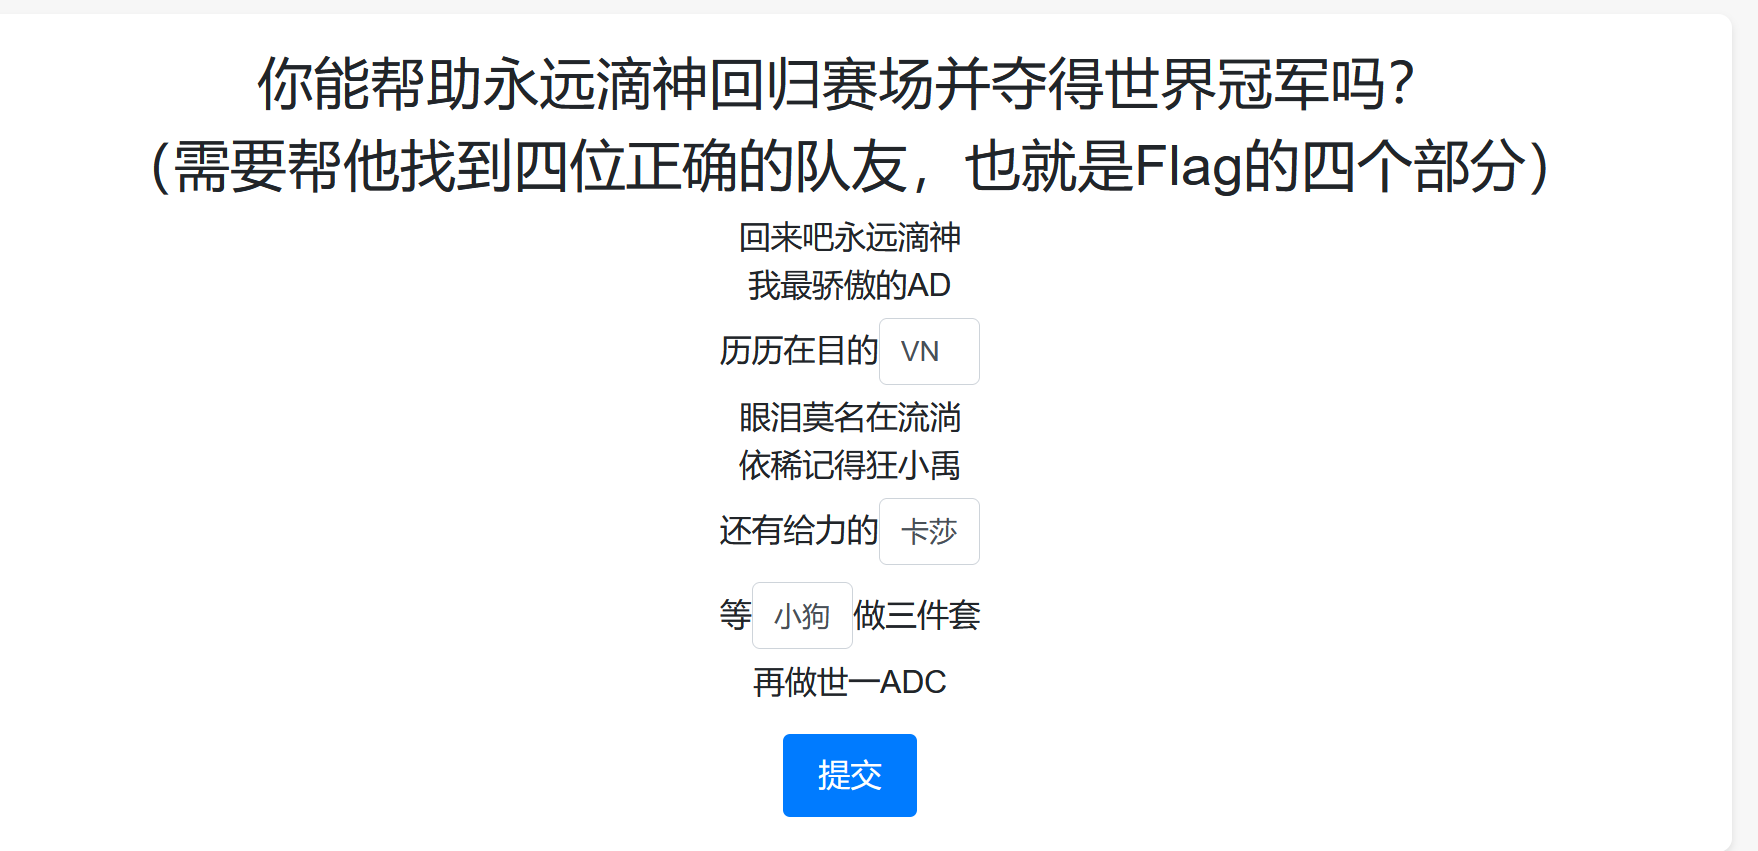 你能帮助永远滴神回归赛场并夺得世界冠军吗？
（需要帮他找到四位正确的队友，也就是Flag的四个部分）
回来吧永远滴神
我最骄傲的AD
历历在目的 VN
眼泪莫名在流淌
依稀记得狂小禹
还有给力的 卡莎
等 小狗 做三件套
再做世一ADC
提交